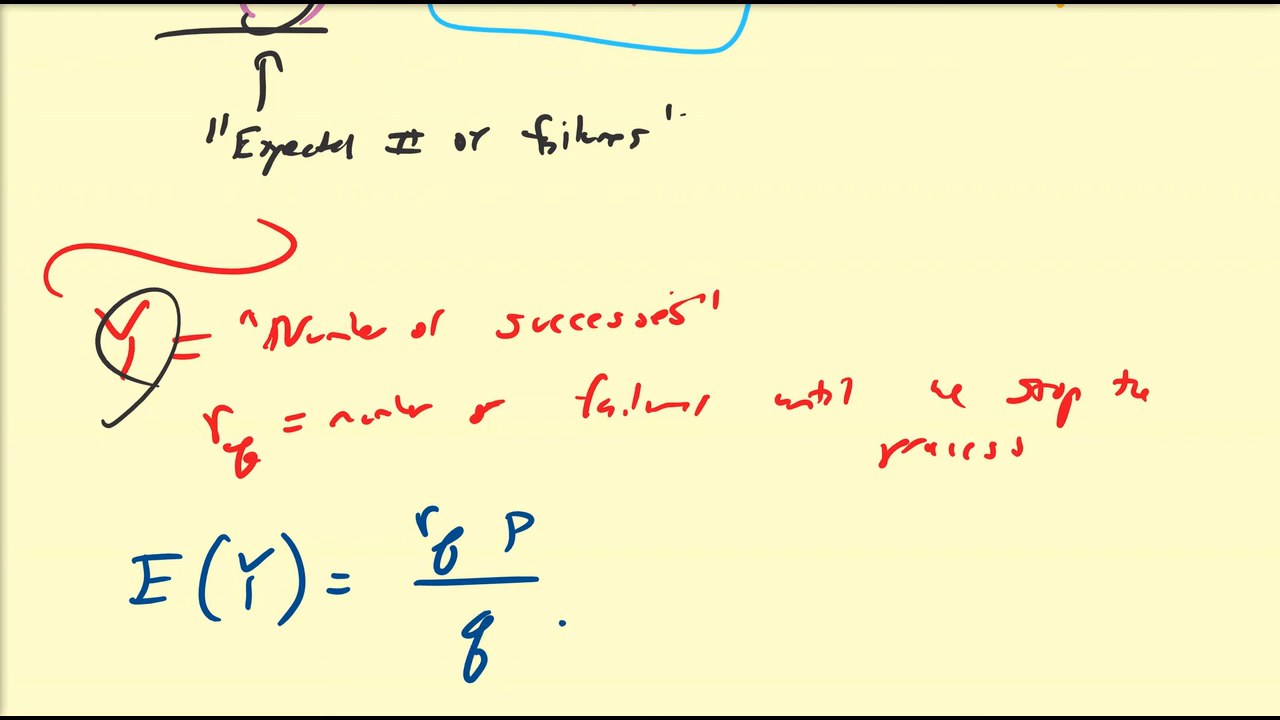 "Expected # of failures".
Y = "Number of successes"
r_q = number of failures until we stop the
process
E(Y) = r_q p / q .